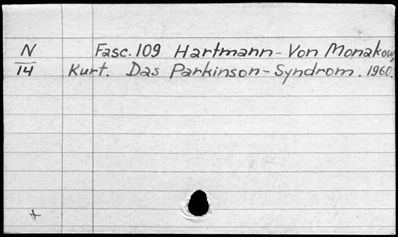 N Fasc. 109 Hartmann - Von Monakow,
14 Kurt. Das Parkinson - Syndrom. 1960.